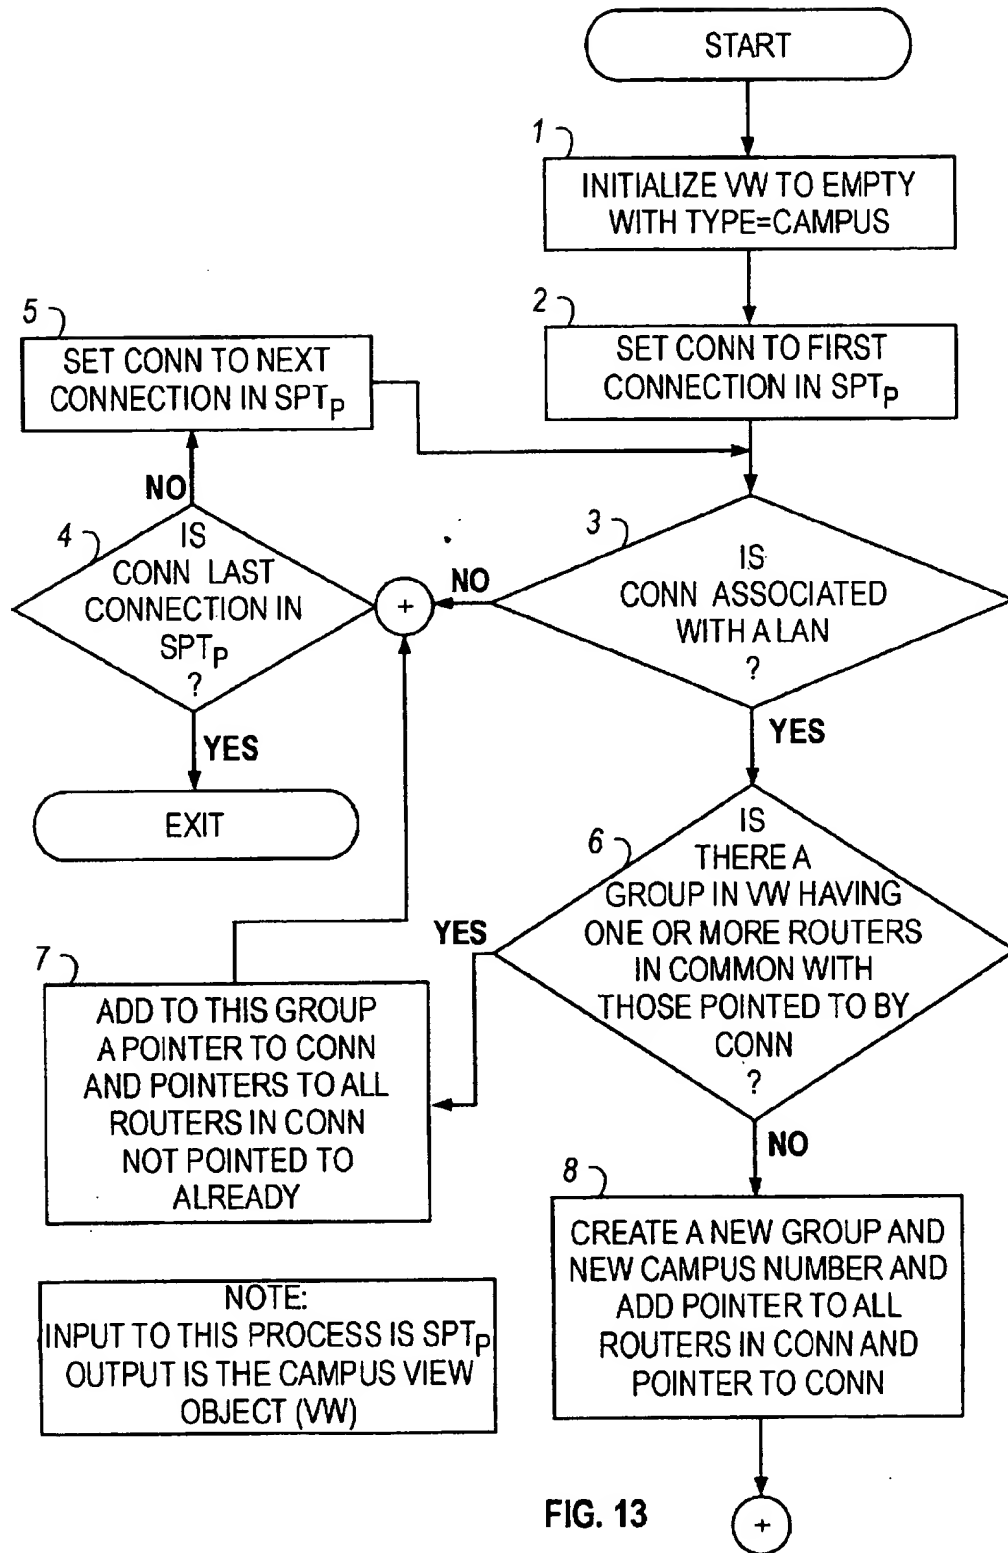 START
1
INITIALIZE VW TO EMPTY
WITH TYPE=CAMPUS
2
SET CONN TO FIRST
CONNECTION IN SPTP
5
SET CONN TO NEXT
CONNECTION IN SPTP
NO
4
IS
CONN LAST
CONNECTION IN
SPTP
?
YES
EXIT
+
NO
3
IS
CONN ASSOCIATED
WITH A LAN
?
YES
6
IS
THERE A
GROUP IN VW HAVING
ONE OR MORE ROUTERS
IN COMMON WITH
THOSE POINTED TO BY
CONN
?
YES
7
ADD TO THIS GROUP
A POINTER TO CONN
AND POINTERS TO ALL
ROUTERS IN CONN
NOT POINTED TO
ALREADY
NO
8
CREATE A NEW GROUP AND
NEW CAMPUS NUMBER AND
ADD POINTER TO ALL
ROUTERS IN CONN AND
POINTER TO CONN
NOTE:
INPUT TO THIS PROCESS IS SPTP
OUTPUT IS THE CAMPUS VIEW
OBJECT (VW)
FIG. 13
+